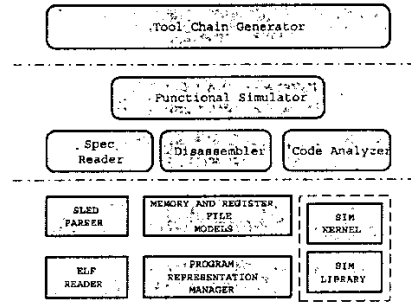 Tool Chain Generator
Functional Simulator
Spec
Reader
Disassembler
Code Analyzer
SLED
PARSER
MEMORY AND REGISTER
FILE
MODELS
SIM
KERNEL
ELF
READER
PROGRAM
REPRESENTATION
MANAGER
SIM
LIBRARY